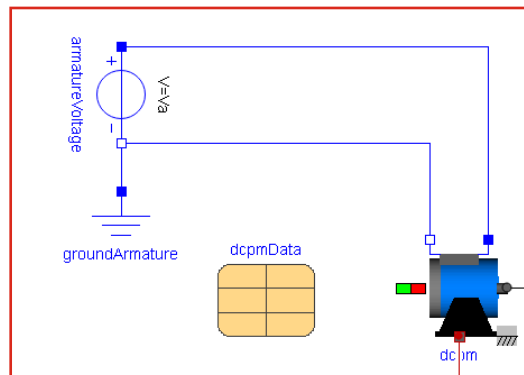 armatureVoltage
+
V=Va
−
groundArmature
dcpmData
dcpm